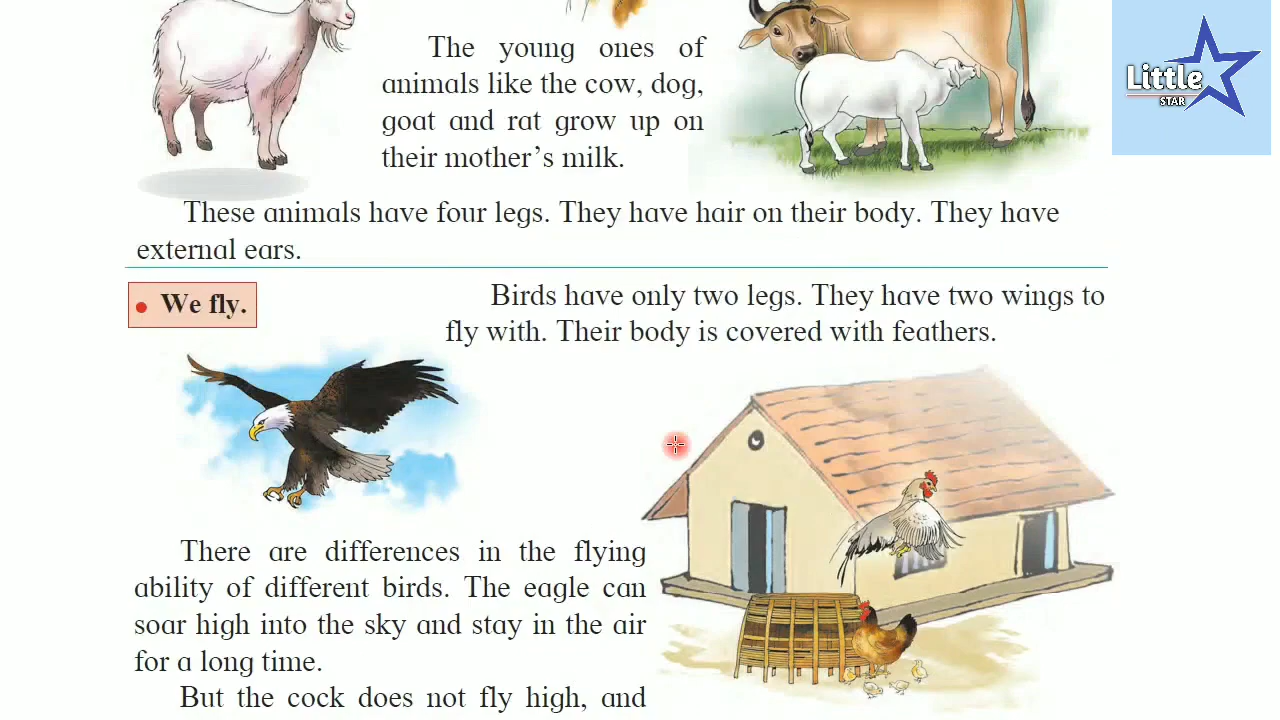 The young ones of
animals like the cow, dog,
goat and rat grow up on
their mother's milk.
Little
STAR
These animals have four legs. They have hair on their body. They have
external ears.
• We fly.
Birds have only two legs. They have two wings to
fly with. Their body is covered with feathers.
There are differences in the flying
ability of different birds. The eagle can
soar high into the sky and stay in the air
for a long time.
But the cock does not fly high, and